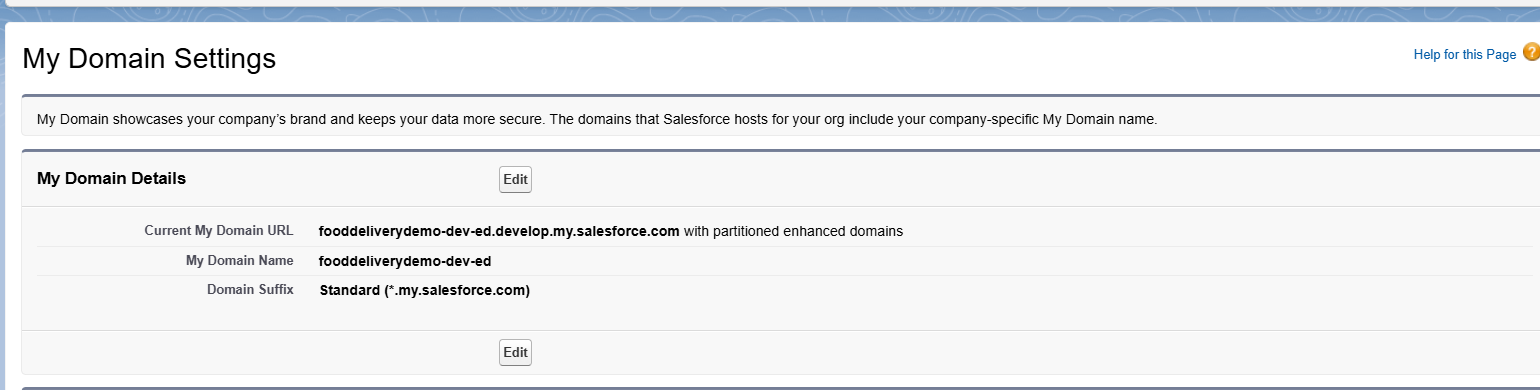 My Domain Settings
Help for this Page ?
My Domain showcases your company’s brand and keeps your data more secure. The domains that Salesforce hosts for your org include your company-specific My Domain name.
My Domain Details Edit
Current My Domain URL fooddeliverydemo-dev-ed.develop.my.salesforce.com with partitioned enhanced domains
My Domain Name fooddeliverydemo-dev-ed
Domain Suffix Standard (*.my.salesforce.com)
Edit